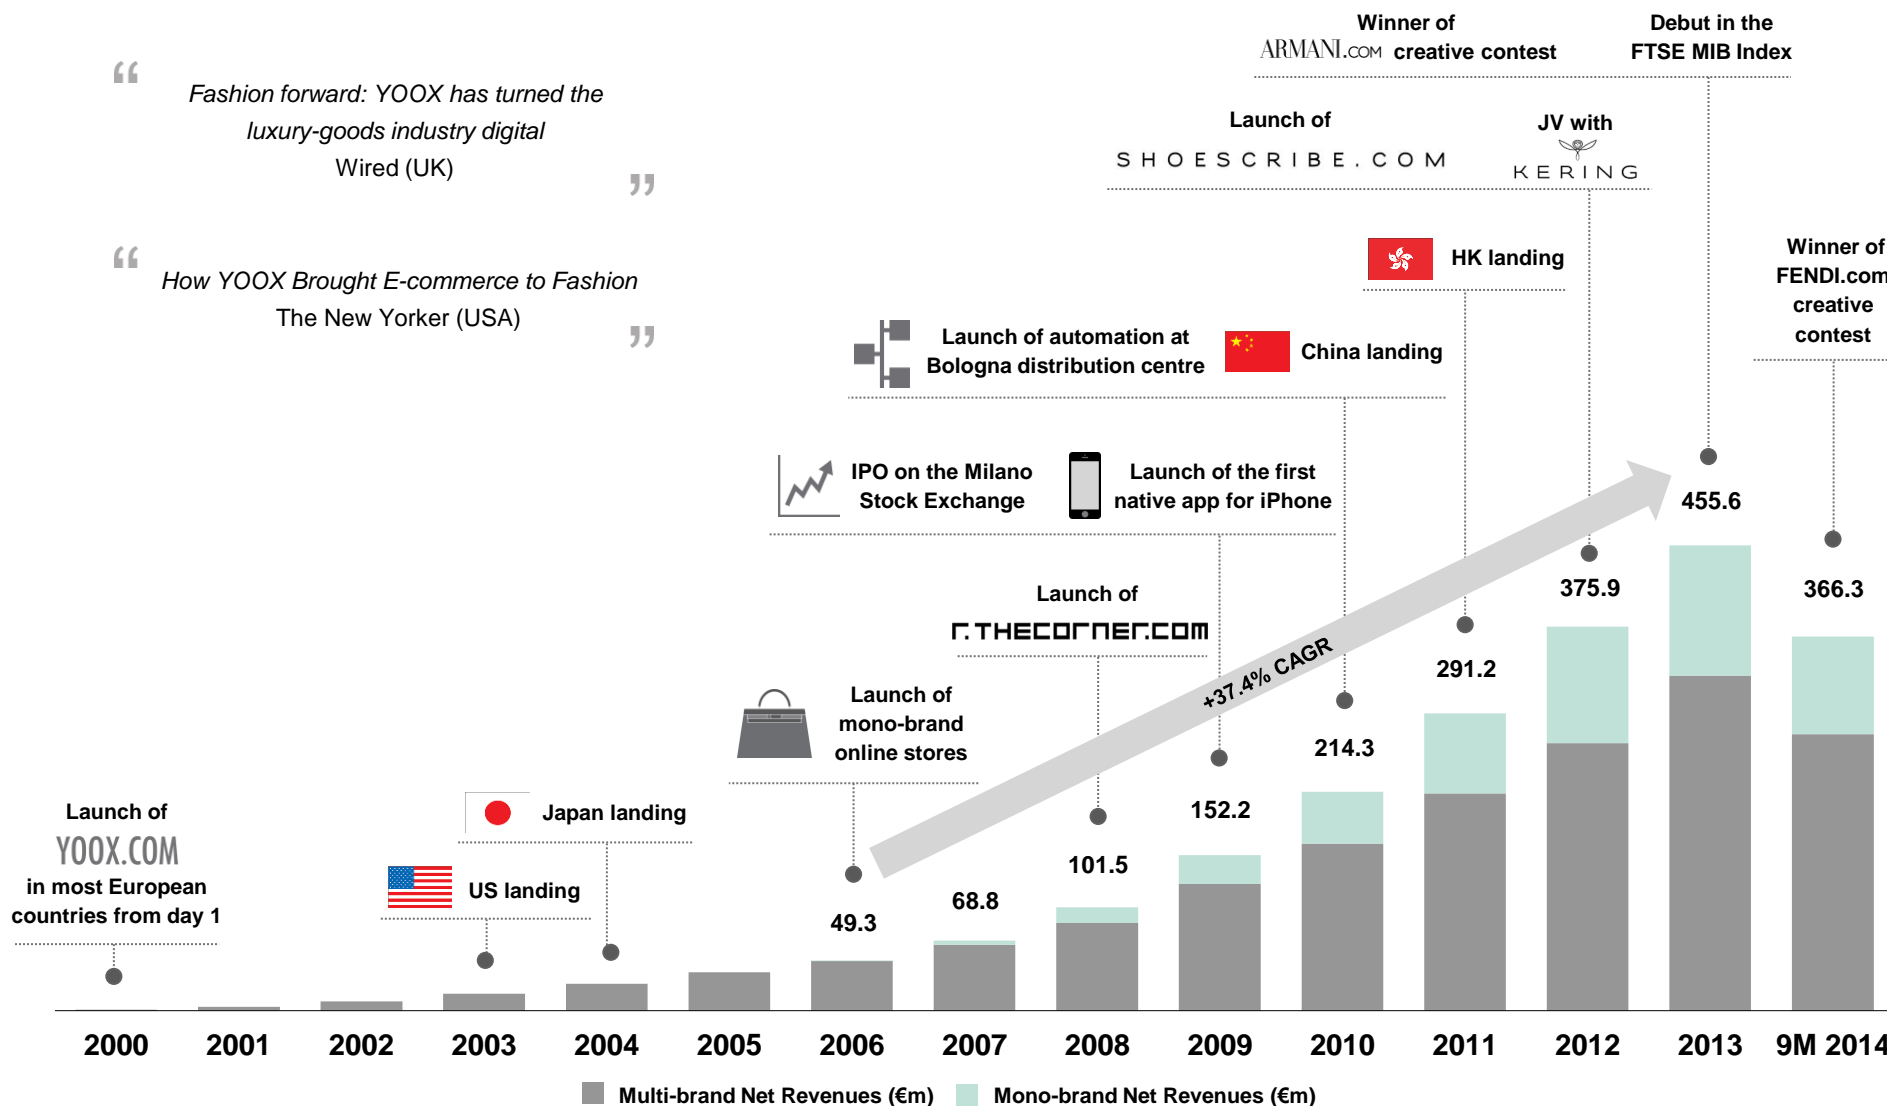 “
Fashion forward: YOOX has turned the
luxury-goods industry digital
Wired (UK)
”
“
How YOOX Brought E-commerce to Fashion
The New Yorker (USA)
”
Winner of
ARMANI.COM creative contest
Debut in the
FTSE MIB Index
Launch of
SHOESCRIBE.COM
JV with
KERING
HK landing
Winner of
FENDI.com
creative
contest
Launch of automation at
Bologna distribution centre
China landing
IPO on the Milano
Stock Exchange
Launch of the first
native app for iPhone
Launch of
THECORNER.COM
Launch of
mono-brand
online stores
Japan landing
US landing
Launch of
YOOX.COM
in most European
countries from day 1
+37.4% CAGR
49.3
68.8
101.5
152.2
214.3
291.2
375.9
455.6
366.3
2000 2001 2002 2003 2004 2005 2006 2007 2008 2009 2010 2011 2012 2013 9M 2014
Multi-brand Net Revenues (€m) Mono-brand Net Revenues (€m)